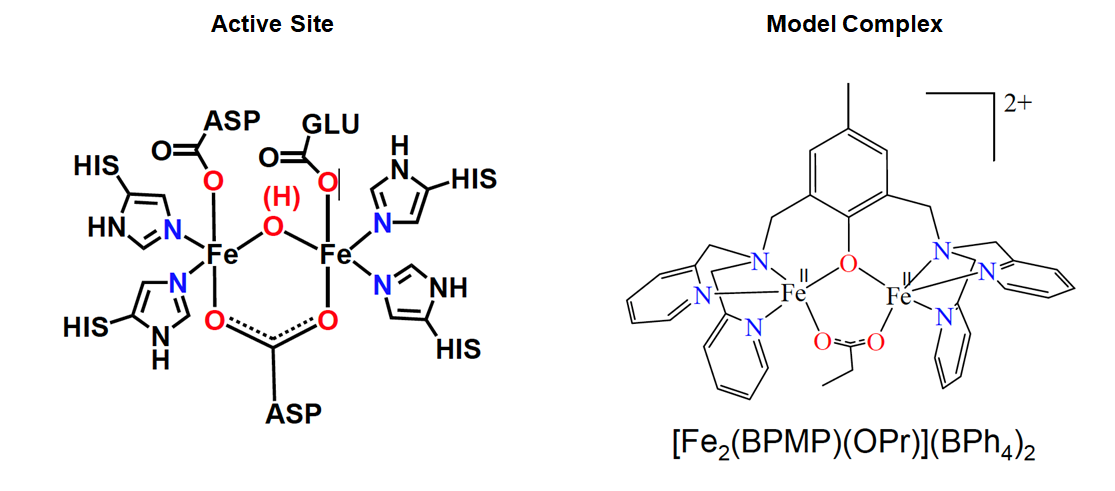 Active Site
Model Complex
ASP
GLU
O
O
HIS
O
(H)
O
H
N
HIS
HN
N
O
N
Fe
Fe
N
N
NH
HIS
N
H
O
O
N
HIS
ASP
2+
N
O
N
N
N
Fe
II
Fe
II
N
N
O
O
[Fe2(BPMP)(OPr)](BPh4)2